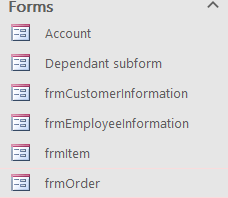 Forms
Account
Dependant subform
frmCustomerInformation
frmEmployeeInformation
frmItem
frmOrder